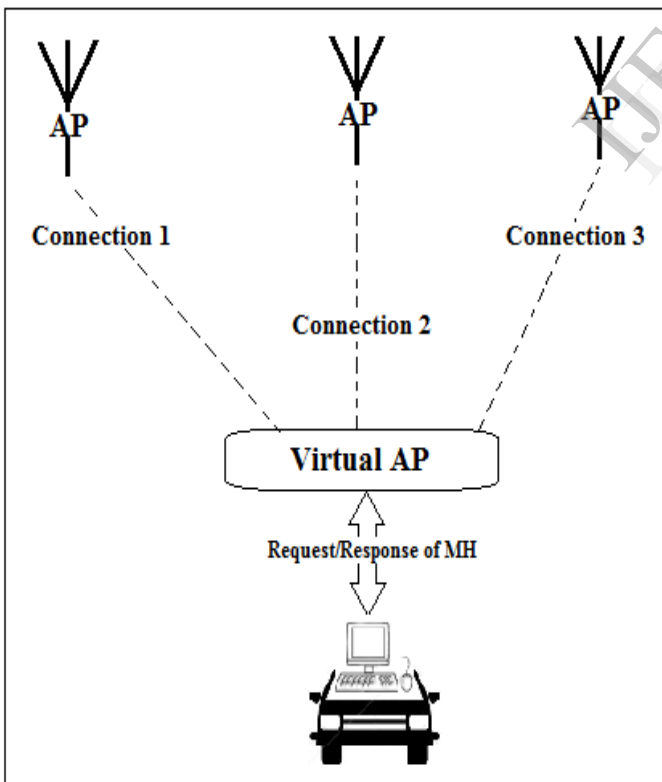 AP
AP
AP
Connection 1
Connection 3
Connection 2
Virtual AP
Request/Response of MH